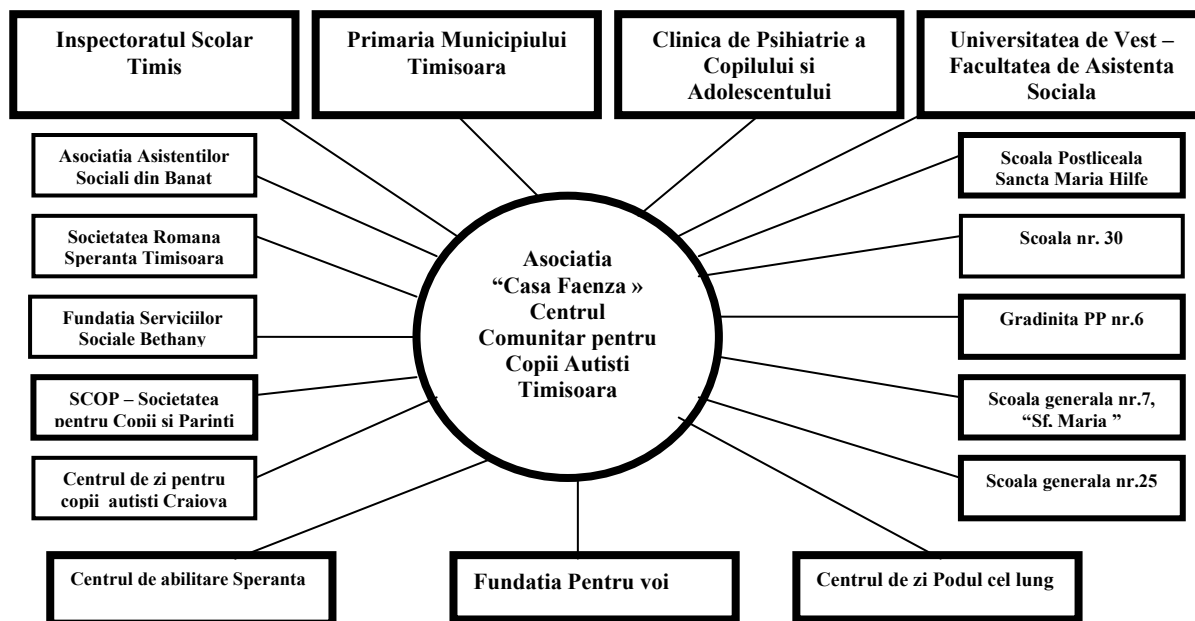 Inspectoratul Scolar
Timis
Primaria Municipiului
Timisoara
Clinica de Psihiatrie a
Copilului si
Adolescentului
Universitatea de Vest –
Facultatea de Asistenta
Sociala
Asociatia Asistentilor
Sociali din Banat
Societatea Romana
Speranta Timisoara
Fundatia Serviciilor
Sociale Bethany
SCOP – Societatea
pentru Copii si Parinti
Centrul de zi pentru
copii autisti Craiova
Asociatia
“Casa Faenza »
Centrul
Comunitar pentru
Copii Autisti
Timisoara
Scoala Postliceala
Sancta Maria Hilfe
Scoala nr. 30
Gradinita PP nr.6
Scoala generala nr.7,
“Sf. Maria ”
Scoala generala nr.25
Centrul de abilitare Speranta
Fundatia Pentru voi
Centrul de zi Podul cel lung